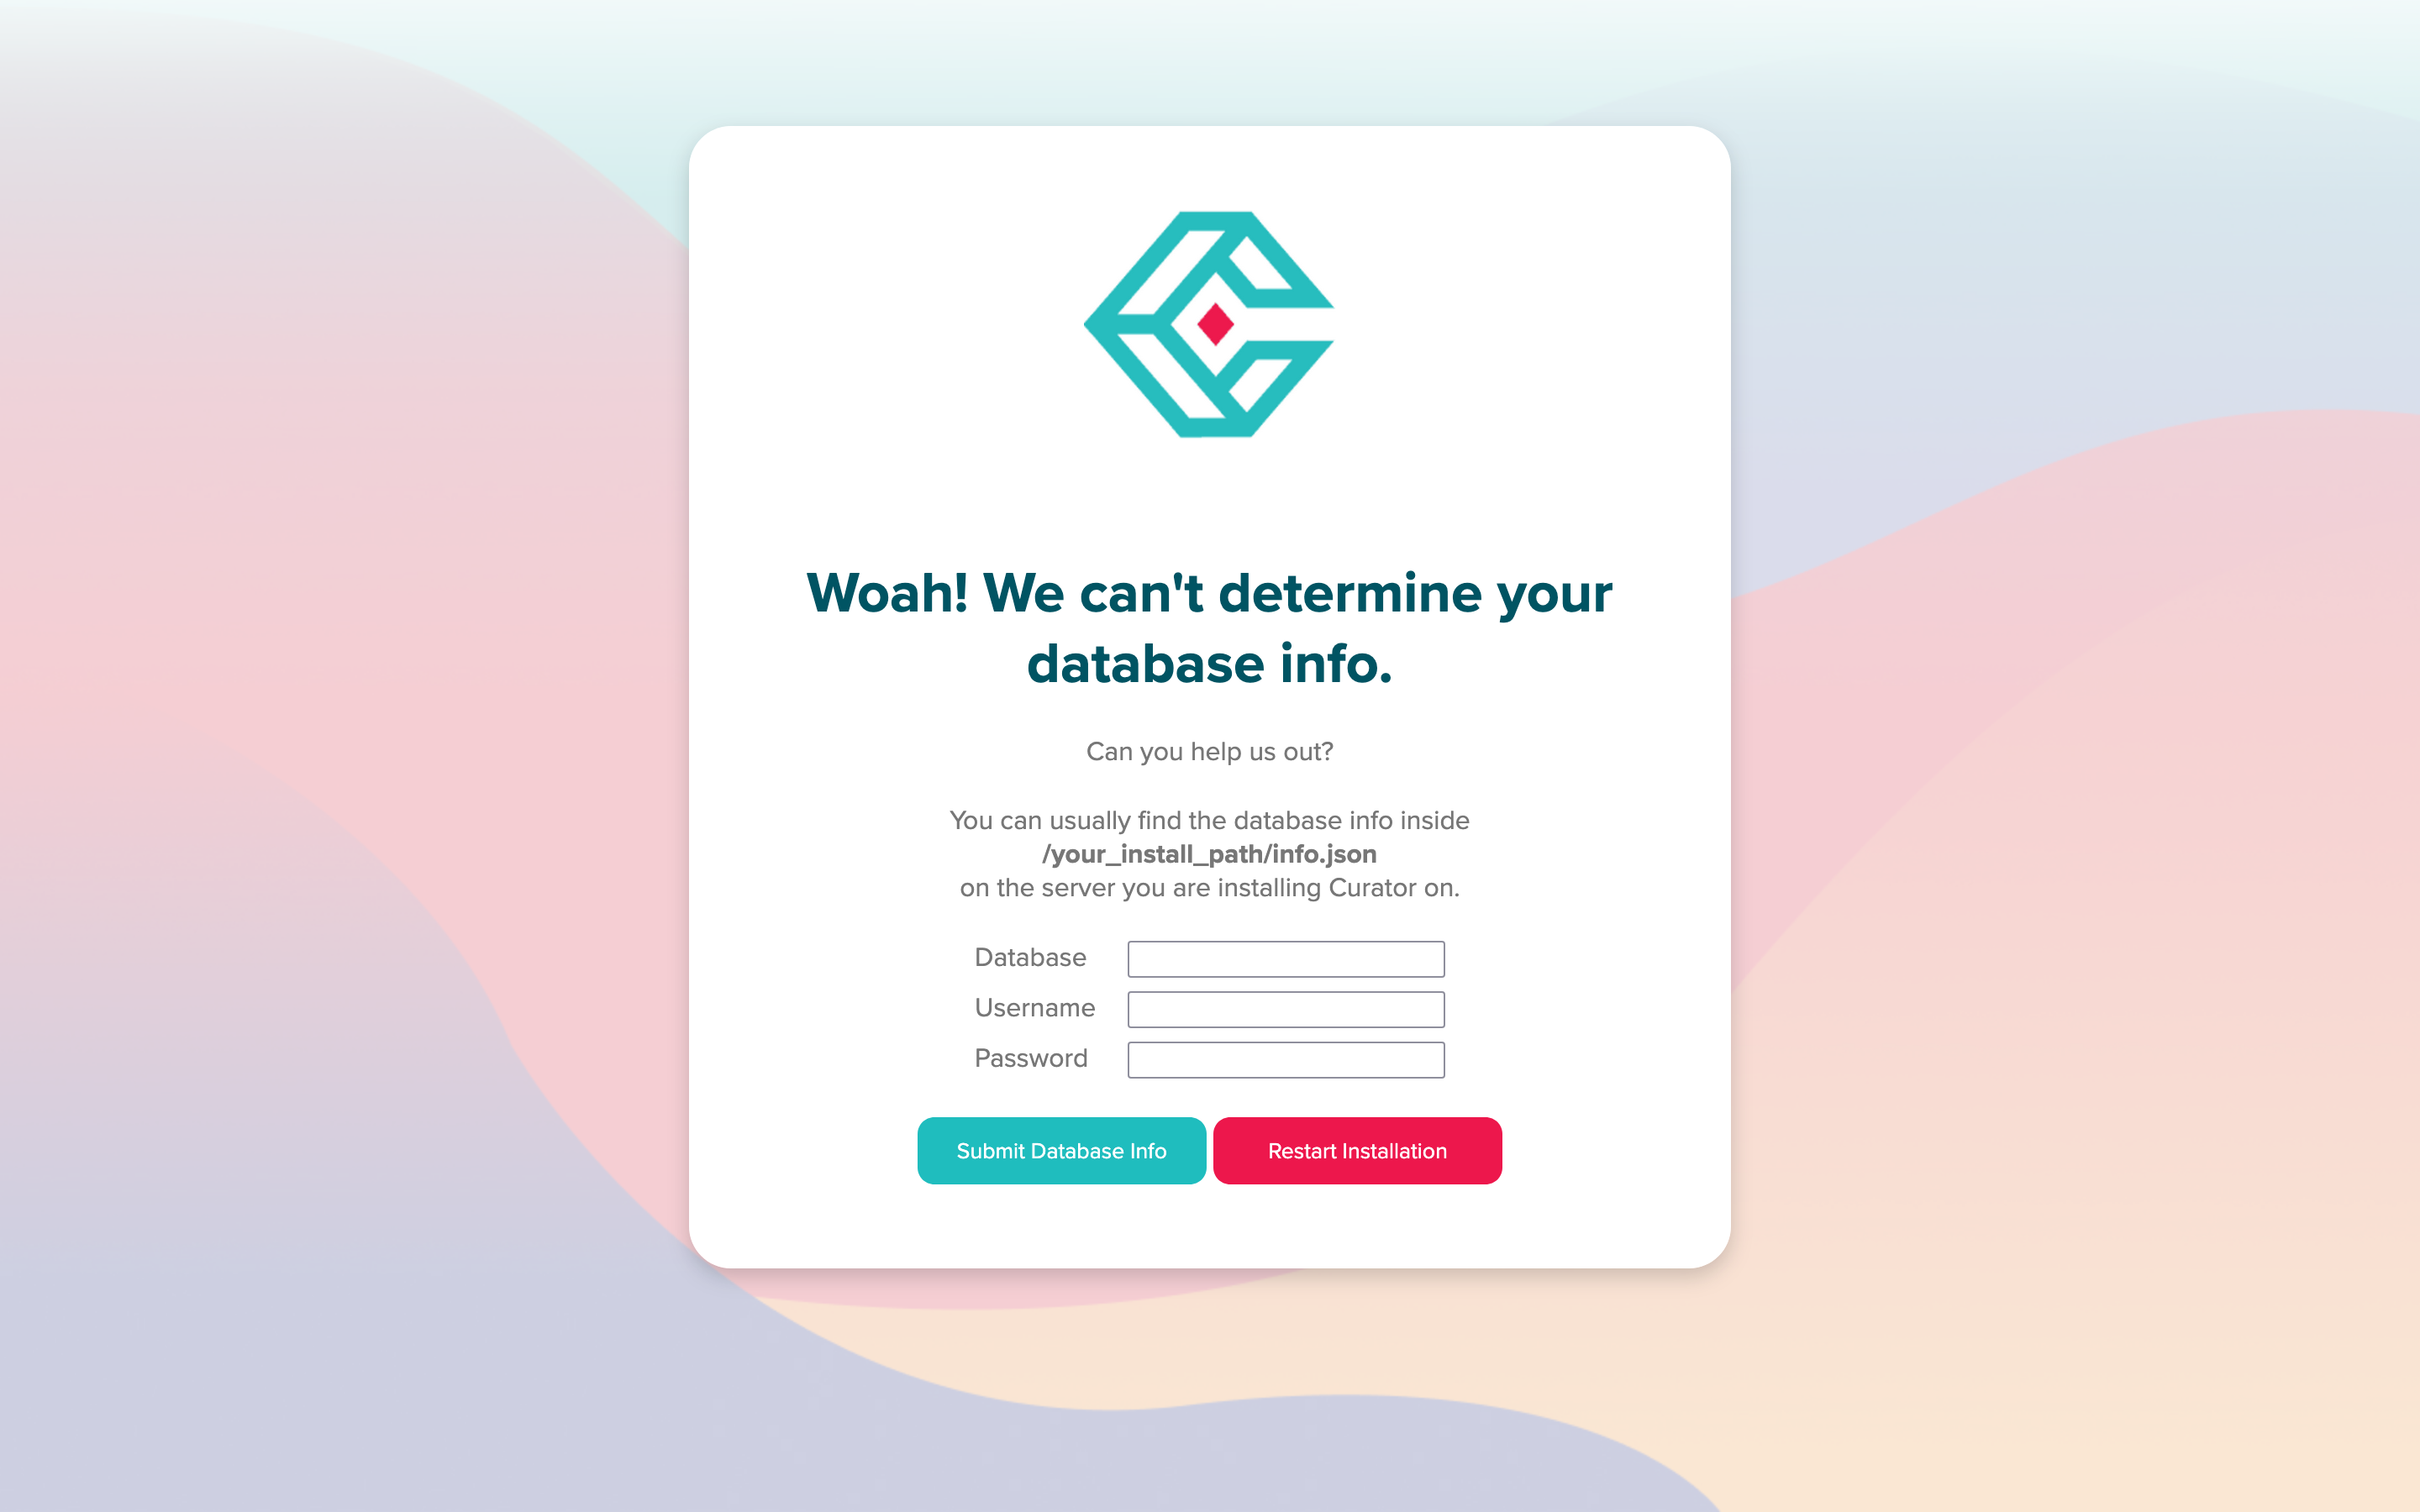 Woah! We can't determine your
database info.
Can you help us out?
You can usually find the database info inside
/your_install_path/info.json
on the server you are installing Curator on.
Database
Username
Password
Submit Database Info
Restart Installation